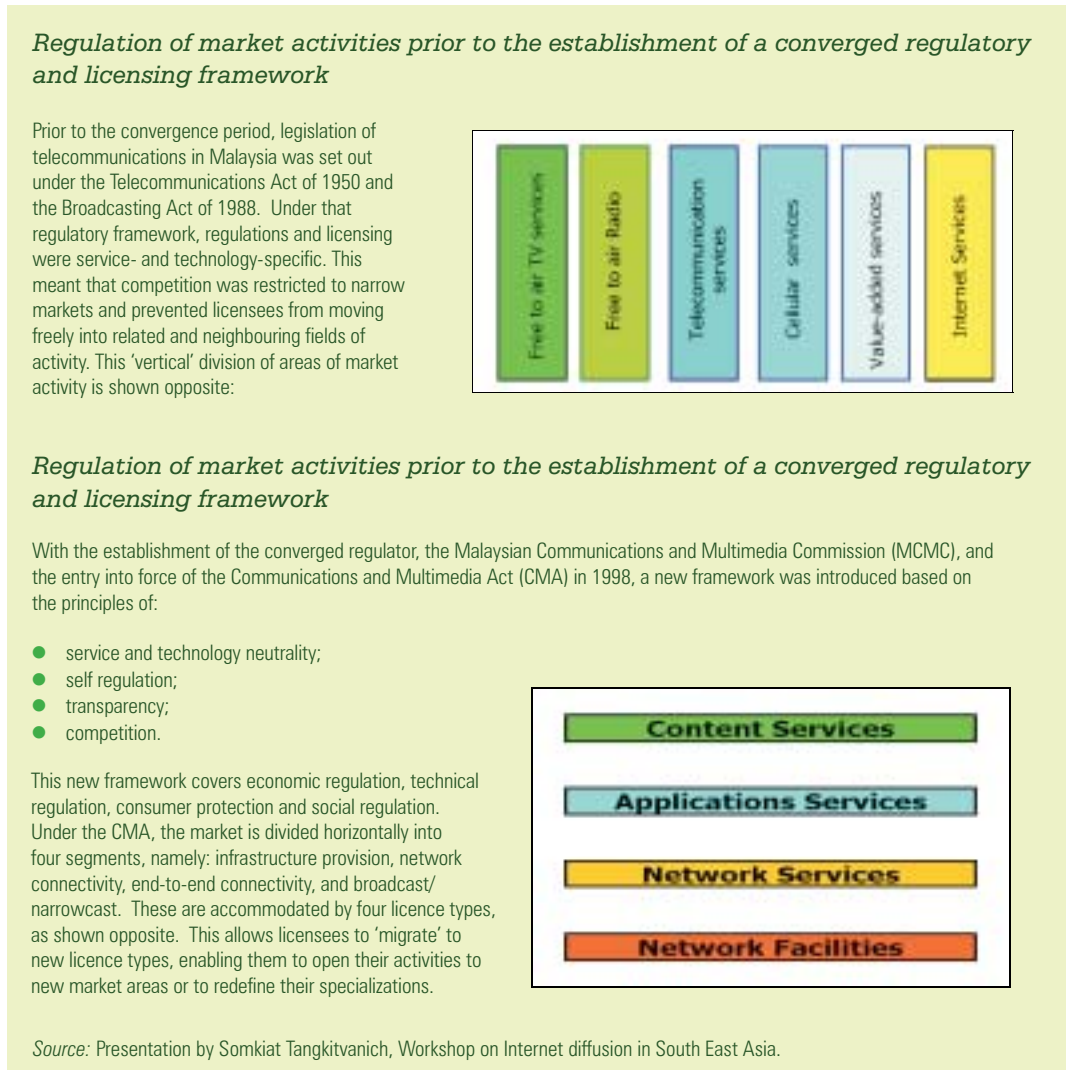 Regulation of market activities prior to the establishment of a converged regulatory
and licensing framework
Prior to the convergence period, legislation of
telecommunications in Malaysia was set out
under the Telecommunications Act of 1950 and
the Broadcasting Act of 1988.  Under that
regulatory framework, regulations and licensing
were service- and technology-specific. This
meant that competition was restricted to narrow
markets and prevented licensees from moving
freely into related and neighbouring fields of
activity. This ‘vertical’ division of areas of market
activity is shown opposite:
Free to air TV services
Free to air Radio
Telecommunication
services
Cellular services
Value-added services
Internet Services
Regulation of market activities prior to the establishment of a converged regulatory
and licensing framework
With the establishment of the converged regulator, the Malaysian Communications and Multimedia Commission (MCMC), and
the entry into force of the Communications and Multimedia Act (CMA) in 1998, a new framework was introduced based on
the principles of:
● service and technology neutrality;
● self regulation;
● transparency;
● competition.
This new framework covers economic regulation, technical
regulation, consumer protection and social regulation.
Under the CMA, the market is divided horizontally into
four segments, namely: infrastructure provision, network
connectivity, end-to-end connectivity, and broadcast/
narrowcast.  These are accommodated by four licence types,
as shown opposite.  This allows licensees to ‘migrate’ to
new licence types, enabling them to open their activities to
new market areas or to redefine their specializations.
Content Services
Applications Services
Network Services
Network Facilities
Source: Presentation by Somkiat Tangkitvanich, Workshop on Internet diffusion in South East Asia.